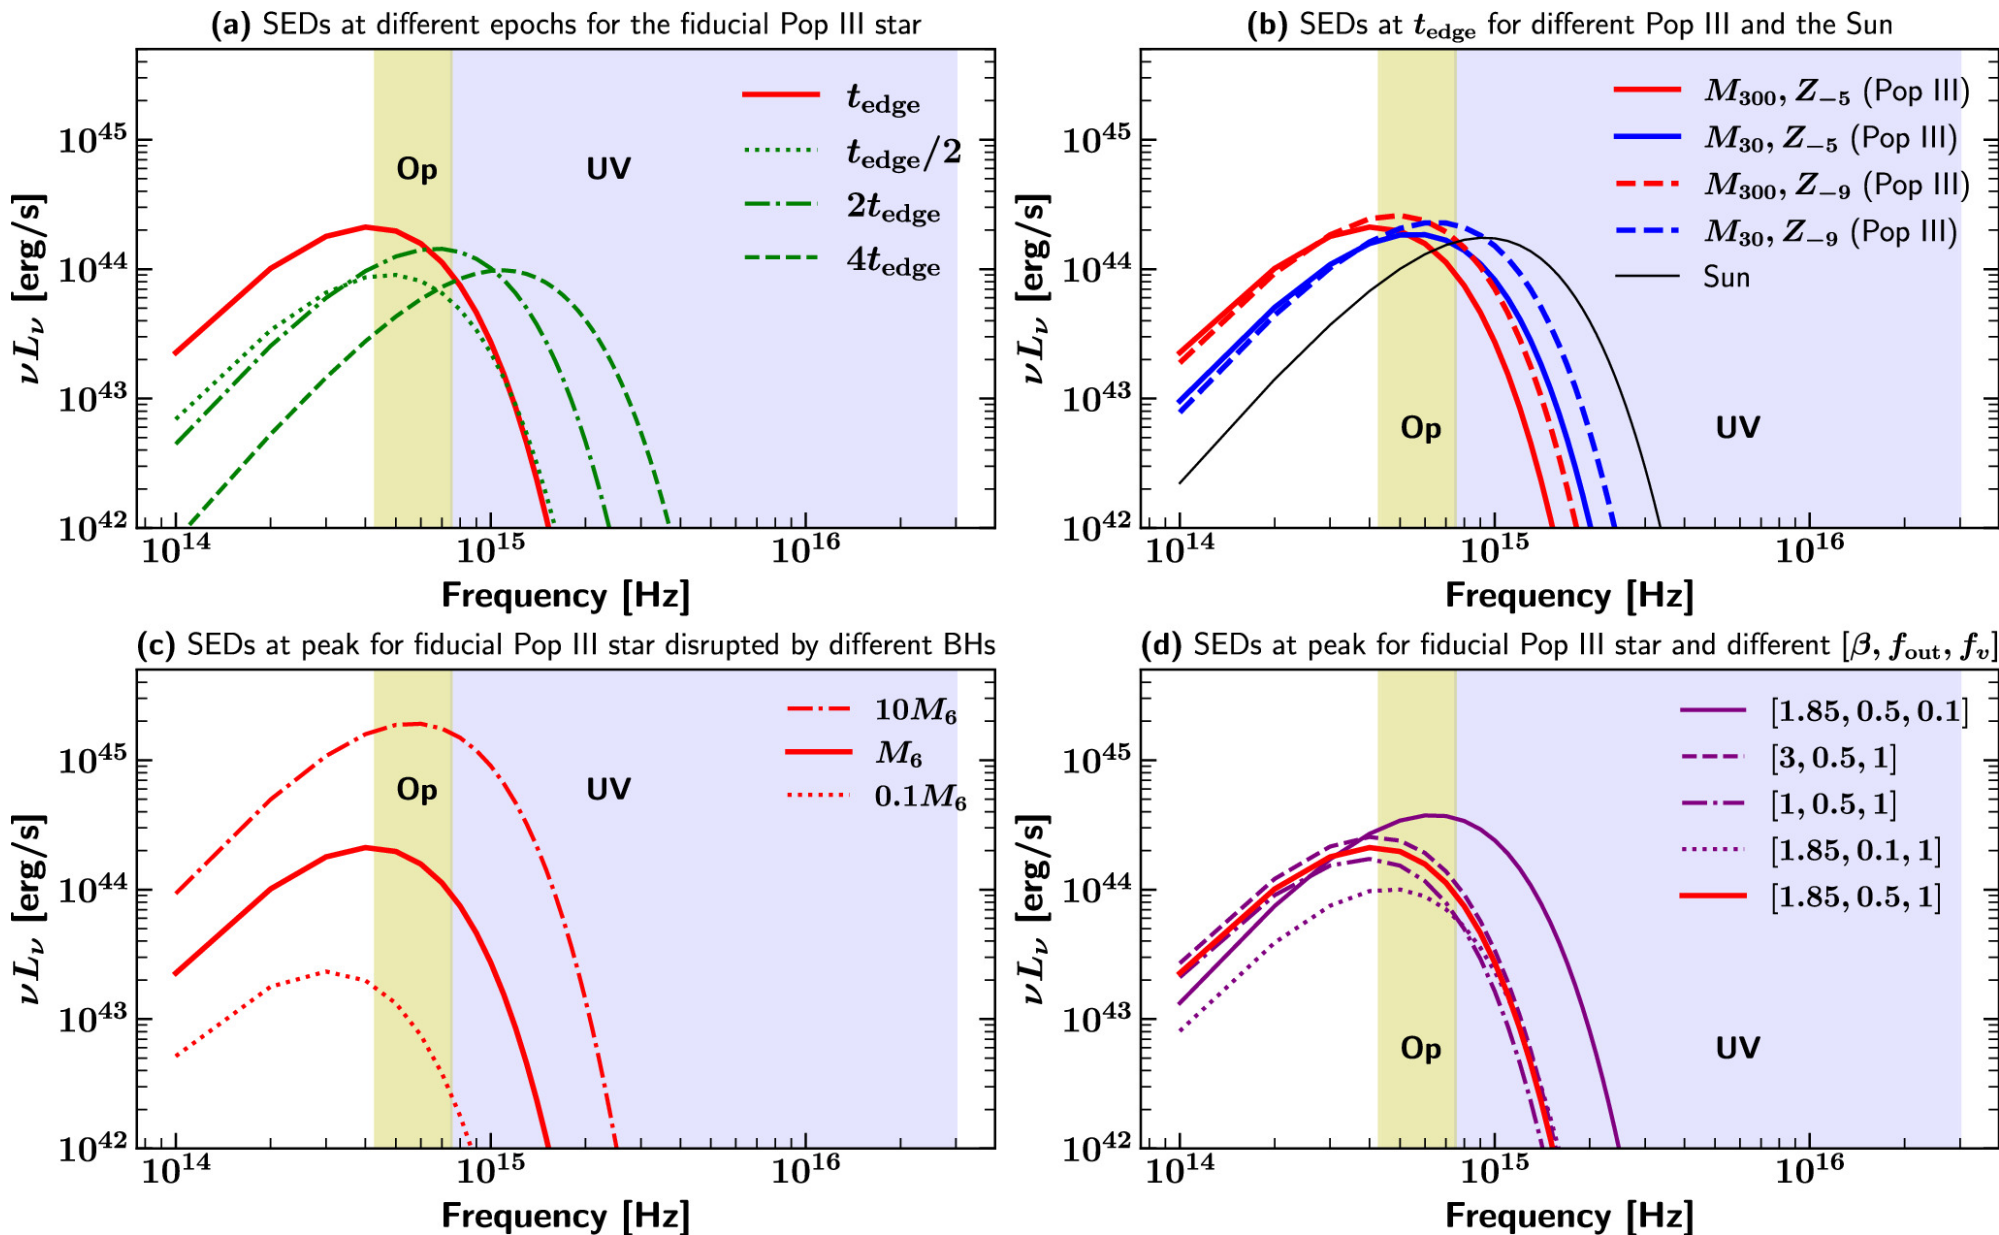 (a) SEDs at different epochs for the fiducial Pop III star
t_edge
t_edge/2
2t_edge
4t_edge
Op
UV
10^45
10^44
10^43
10^42
νL_ν [erg/s]
10^14
10^15
10^16
Frequency [Hz]
(b) SEDs at t_edge for different Pop III and the Sun
M_300, Z_−5 (Pop III)
M_30, Z_−5 (Pop III)
M_300, Z_−9 (Pop III)
M_30, Z_−9 (Pop III)
Sun
Op
UV
10^45
10^44
10^43
10^42
νL_ν [erg/s]
10^14
10^15
10^16
Frequency [Hz]
(c) SEDs at peak for fiducial Pop III star disrupted by different BHs
10M_6
M_6
0.1M_6
Op
UV
10^45
10^44
10^43
10^42
νL_ν [erg/s]
10^14
10^15
10^16
Frequency [Hz]
(d) SEDs at peak for fiducial Pop III star and different [β, f_out, f_v]
[1.85, 0.5, 0.1]
[3, 0.5, 1]
[1, 0.5, 1]
[1.85, 0.1, 1]
[1.85, 0.5, 1]
Op
UV
10^45
10^44
10^43
10^42
νL_ν [erg/s]
10^14
10^15
10^16
Frequency [Hz]